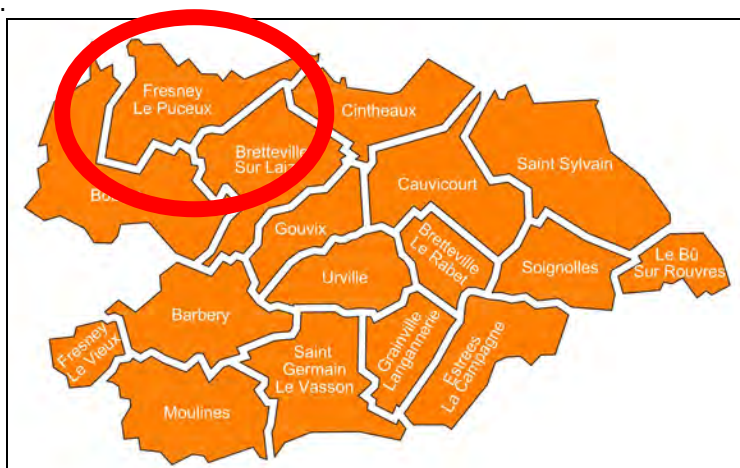 .
Fresney
Le Puceux
Cintheaux
Bretteville
Sur Laiz
Saint Sylvain
Cauvicourt
Gouvix
Bretteville
Le Rabet
Urville
Soignolles
Le Bû
Sur Rouvres
Barbery
Fresney
Le Vieux
Saint
Germain
Le Vasson
Grainville
Langannerie
Estrees
La Campagne
Moulines